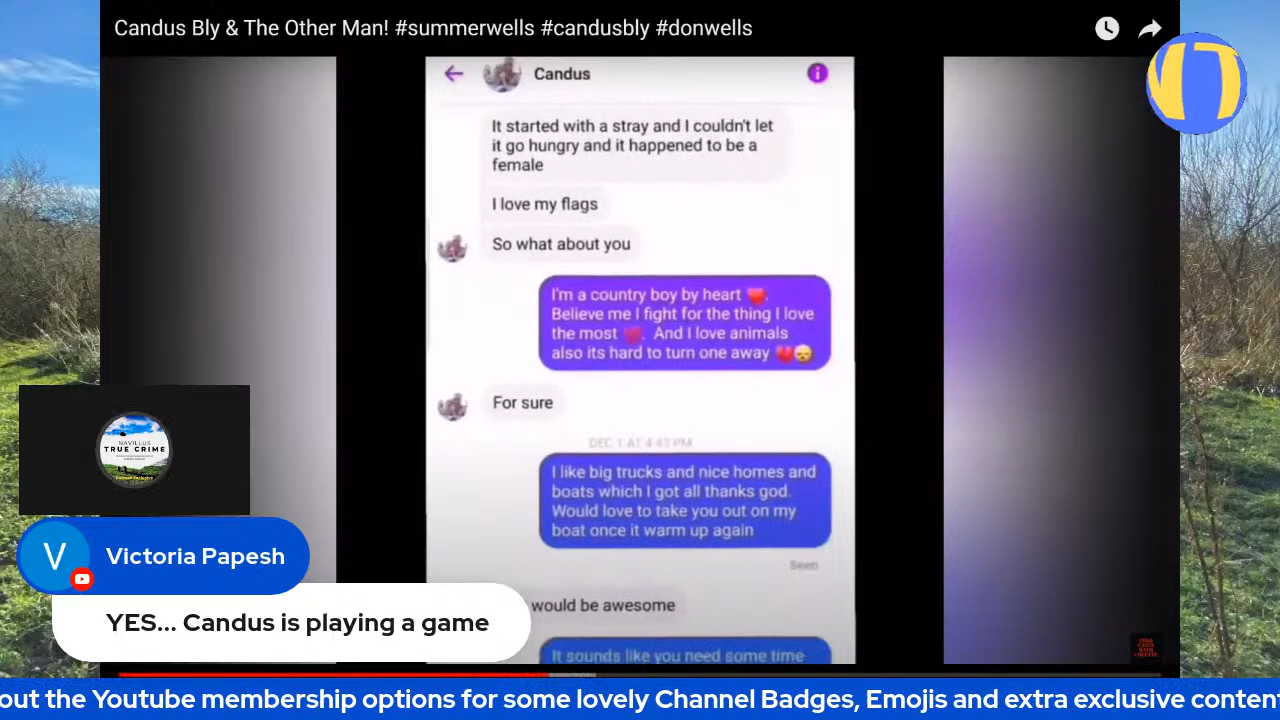 Candus Bly & The Other Man! #summerwells #candusbly #donwells
Candus
It started with a stray and I couldn't let
it go hungry and it happened to be a
female
I love my flags
So what about you
I'm a country boy by heart ❤️.
Believe me I fight for the thing I love
the most ❤️. And I love animals
also its hard to turn one away 💔😴
For sure
DEC 1 AT 4:43 PM
I like big trucks and nice homes and
boats which I got all thanks god.
Would love to take you out on my
boat once it warm up again
Seen
would be awesome
It sounds like you need some time
NAVILLUS
TRUE CRIME
V
Victoria Papesh
YES... Candus is playing a game
out the Youtube membership options for some lovely Channel Badges, Emojis and extra exclusive content